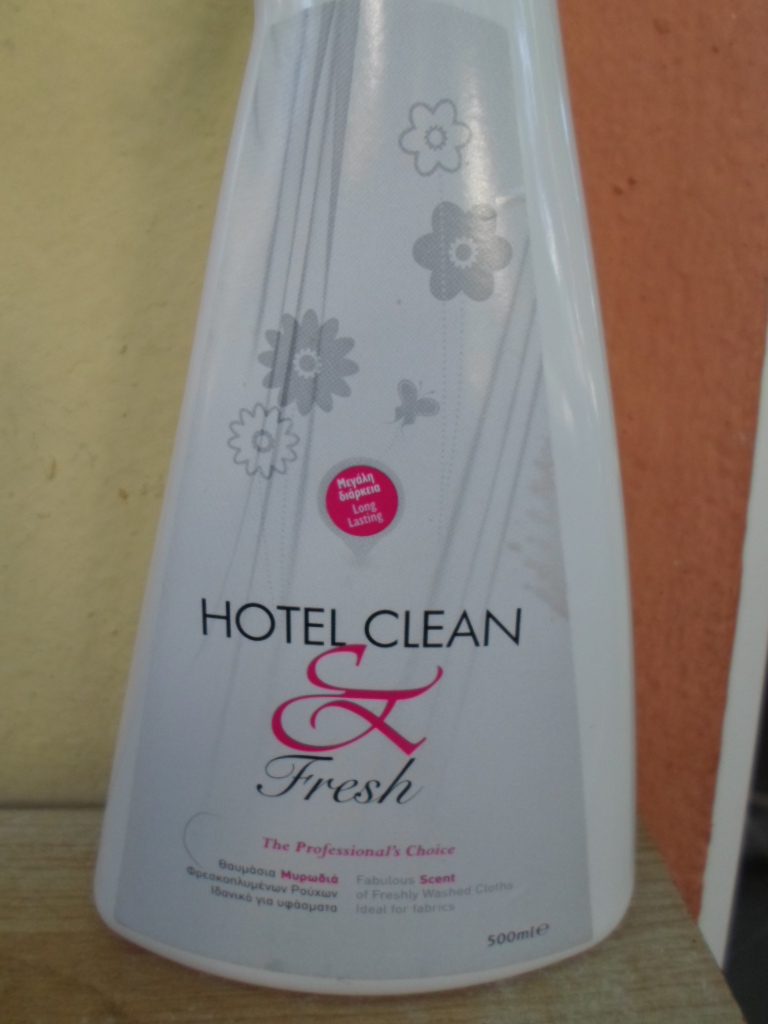 Μεγάλη
διάρκεια
Long
Lasting
HOTEL CLEAN
&
Fresh
The Professional's Choice
Θαυμάσια Μυρωδιά
Φρεσκοπλυμένων Ρούχων
Ιδανικό για υφάσματα
Fabulous Scent
of Freshly Washed Cloths
Ideal for fabrics
500ml℮